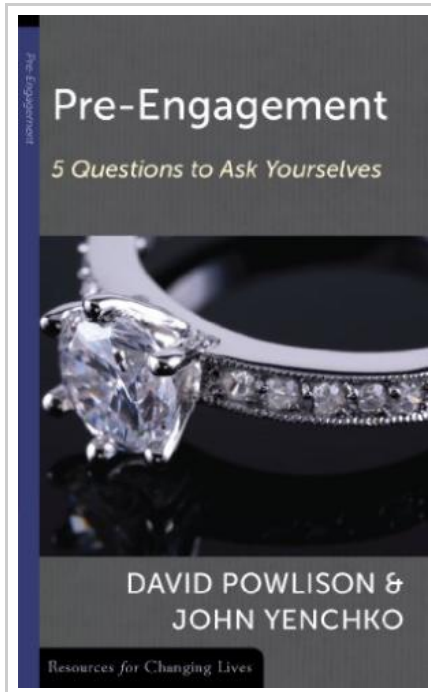 Pre-Engagement
Pre-Engagement
5 Questions to Ask Yourselves
DAVID POWLISON &
JOHN YENCHKO
Resources for Changing Lives